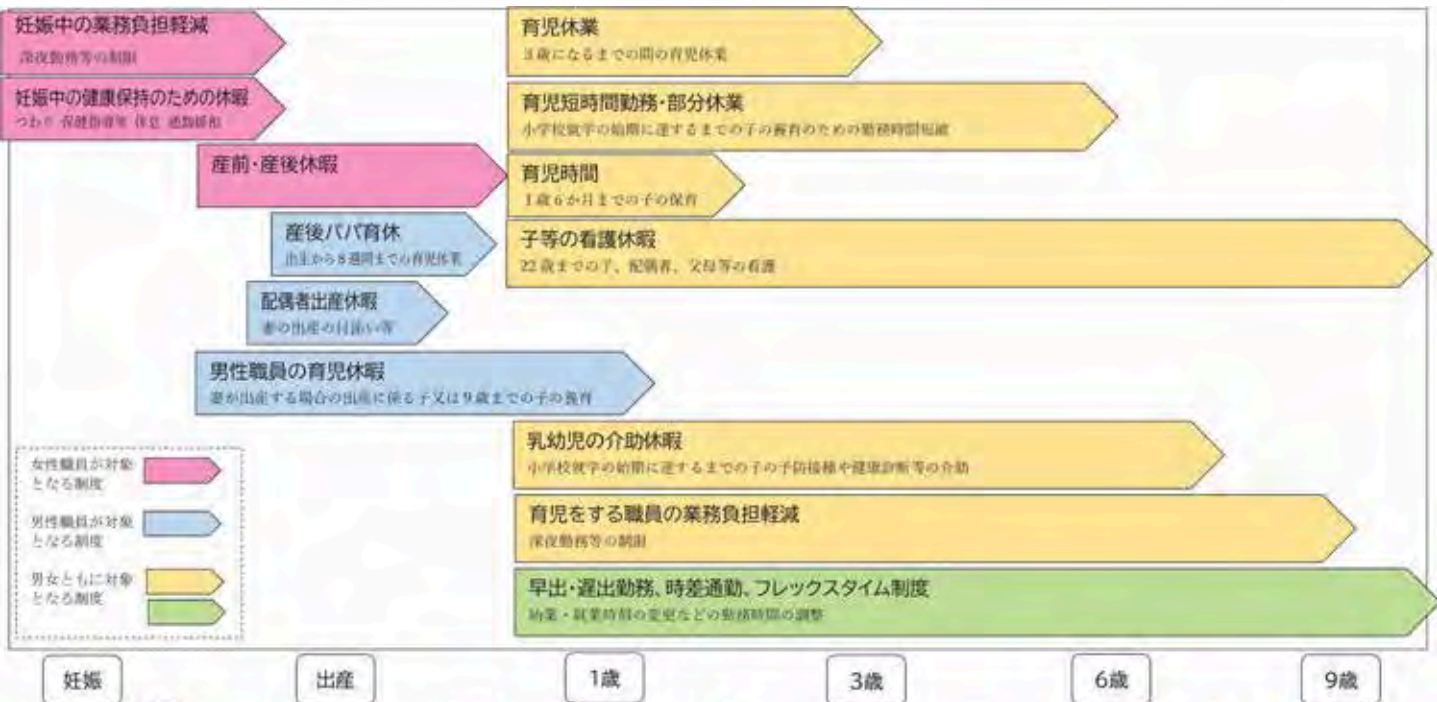 妊娠中の業務負担軽減
深夜勤務等の制限
妊娠中の健康保持のための休暇
つわり 保健指導等 休息 通勤緩和
産前・産後休暇
産後パパ育休
出生から8週間までの育児休業
配偶者出産休暇
妻の出産の付添い等
男性職員の育児休暇
妻が出産する場合の出産に係る子又は9歳までの子の養育
育児休業
3歳になるまでの間の育児休業
育児短時間勤務・部分休業
小学校就学の始期に達するまでの子の養育のための勤務時間短縮
育児時間
1歳6か月までの子の保育
子等の看護休暇
22歳までの子、配偶者、父母等の看護
乳幼児の介助休暇
小学校就学の始期に達するまでの子の予防接種や健康診断等の介助
育児をする職員の業務負担軽減
深夜勤務等の制限
早出・遅出勤務、時差通勤、フレックスタイム制度
始業・就業時間の変更などの勤務時間の調整
女性職員が対象
となる制度
男性職員が対象
となる制度
男女ともに対象
となる制度
妊娠
出産
1歳
3歳
6歳
9歳